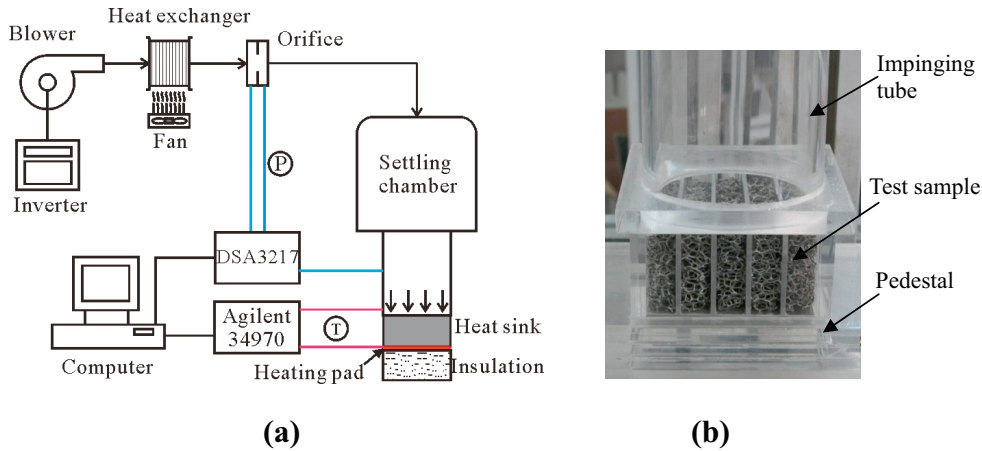 Heat exchanger
Blower
Orifice
Fan
Inverter
P
Settling
chamber
DSA3217
Agilent
34970
T
Computer
Heating pad
Heat sink
Insulation
(a)
Impinging
tube
Test sample
Pedestal
(b)